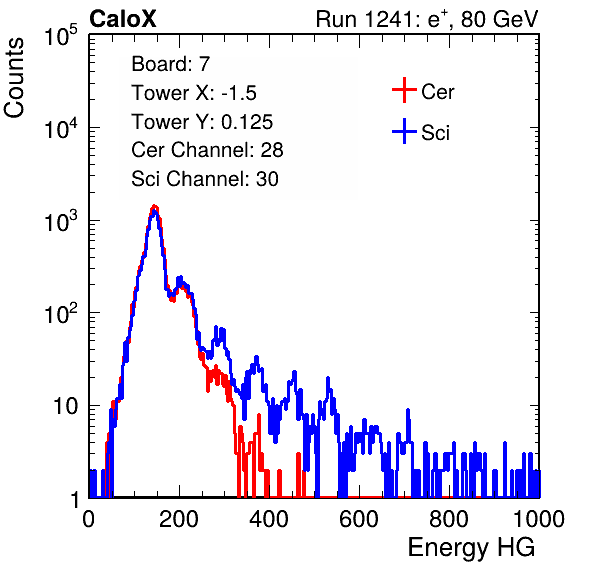 CaloX Run 1241: e⁺, 80 GeV
Counts
10⁵
10⁴
10³
10²
10
1
Board: 7
Tower X: -1.5
Tower Y: 0.125
Cer Channel: 28
Sci Channel: 30
Cer
Sci
0 200 400 600 800 1000
Energy HG